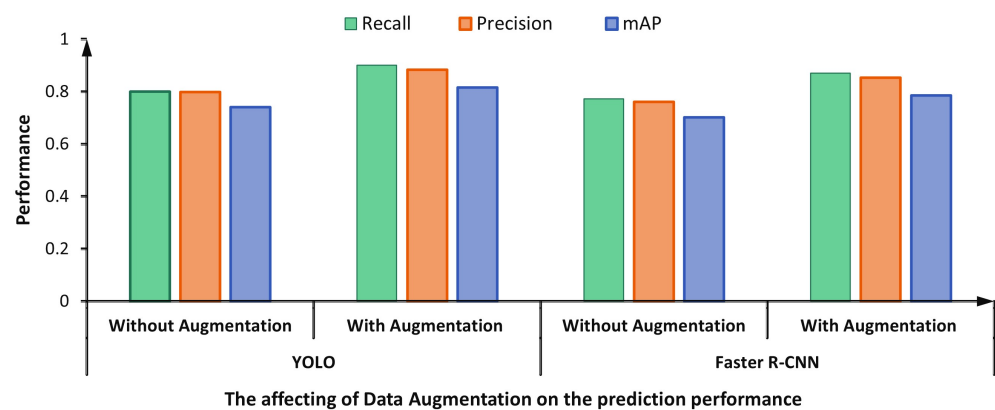 Recall Precision mAP
1
0.8
0.6
0.4
0.2
0
Performance
Without Augmentation With Augmentation Without Augmentation With Augmentation
YOLO Faster R-CNN
The affecting of Data Augmentation on the prediction performance